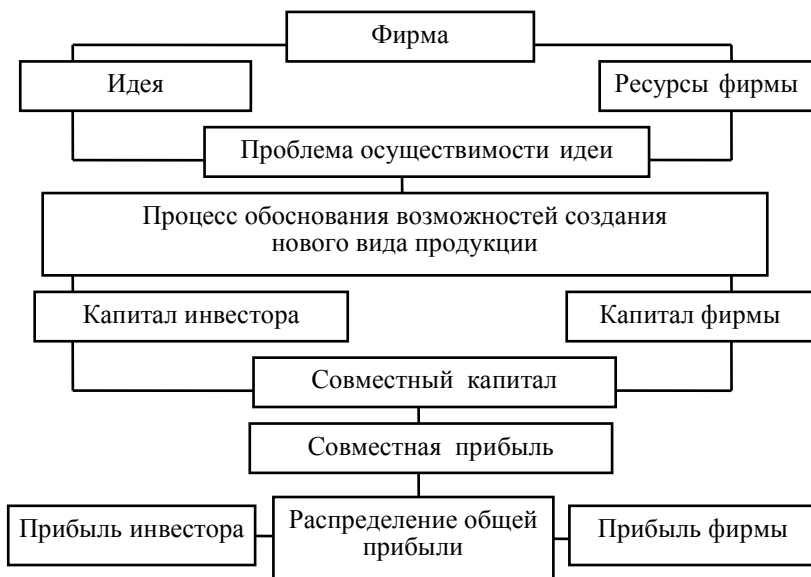 Фирма
Идея
Ресурсы фирмы
Проблема осуществимости идеи
Процесс обоснования возможностей создания
нового вида продукции
Капитал инвестора
Капитал фирмы
Совместный капитал
Совместная прибыль
Прибыль инвестора
Распределение общей
прибыли
Прибыль фирмы